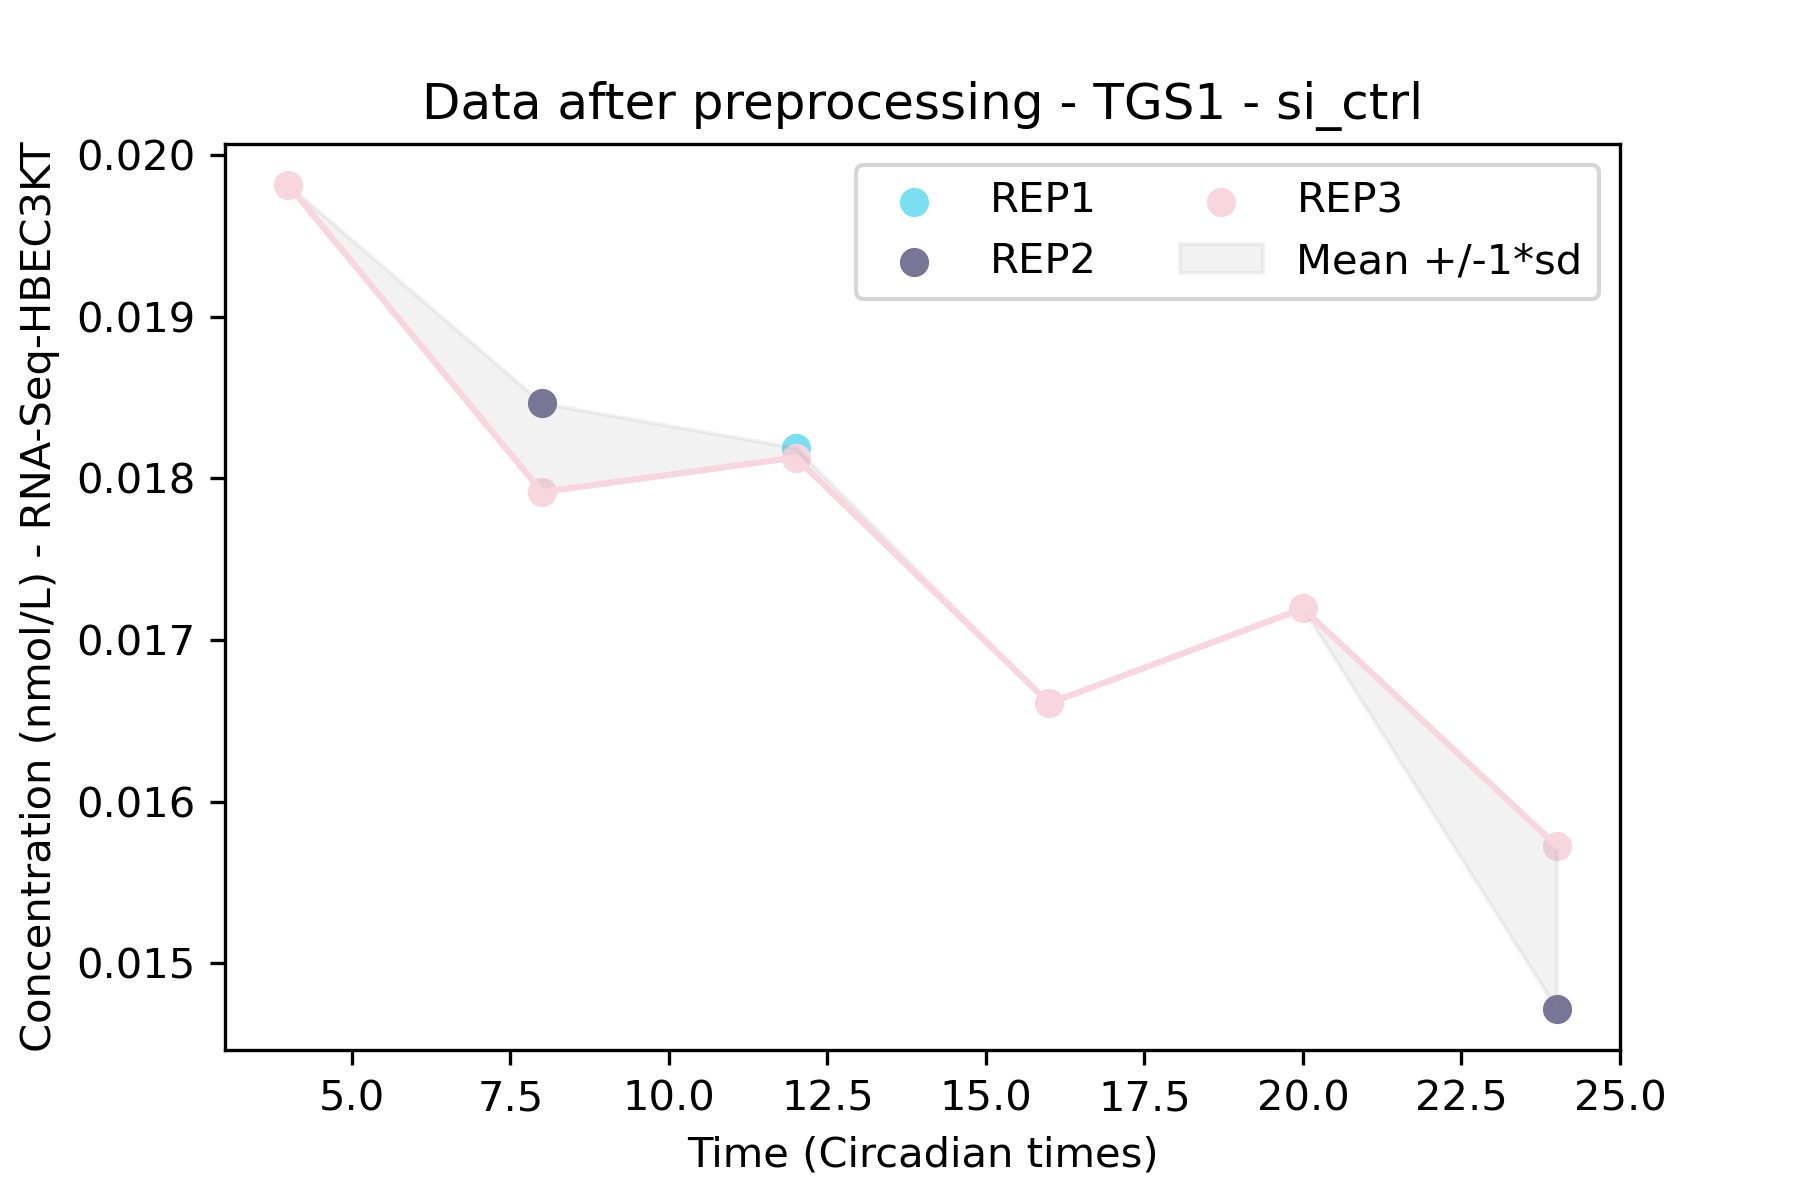 Data after preprocessing - TGS1 - si_ctrl
Concentration (nmol/L) - RNA-Seq-HBEC3KT
0.020
0.019
0.018
0.017
0.016
0.015
REP1
REP2
REP3
Mean +/-1*sd
5.0 7.5 10.0 12.5 15.0 17.5 20.0 22.5 25.0
Time (Circadian times)